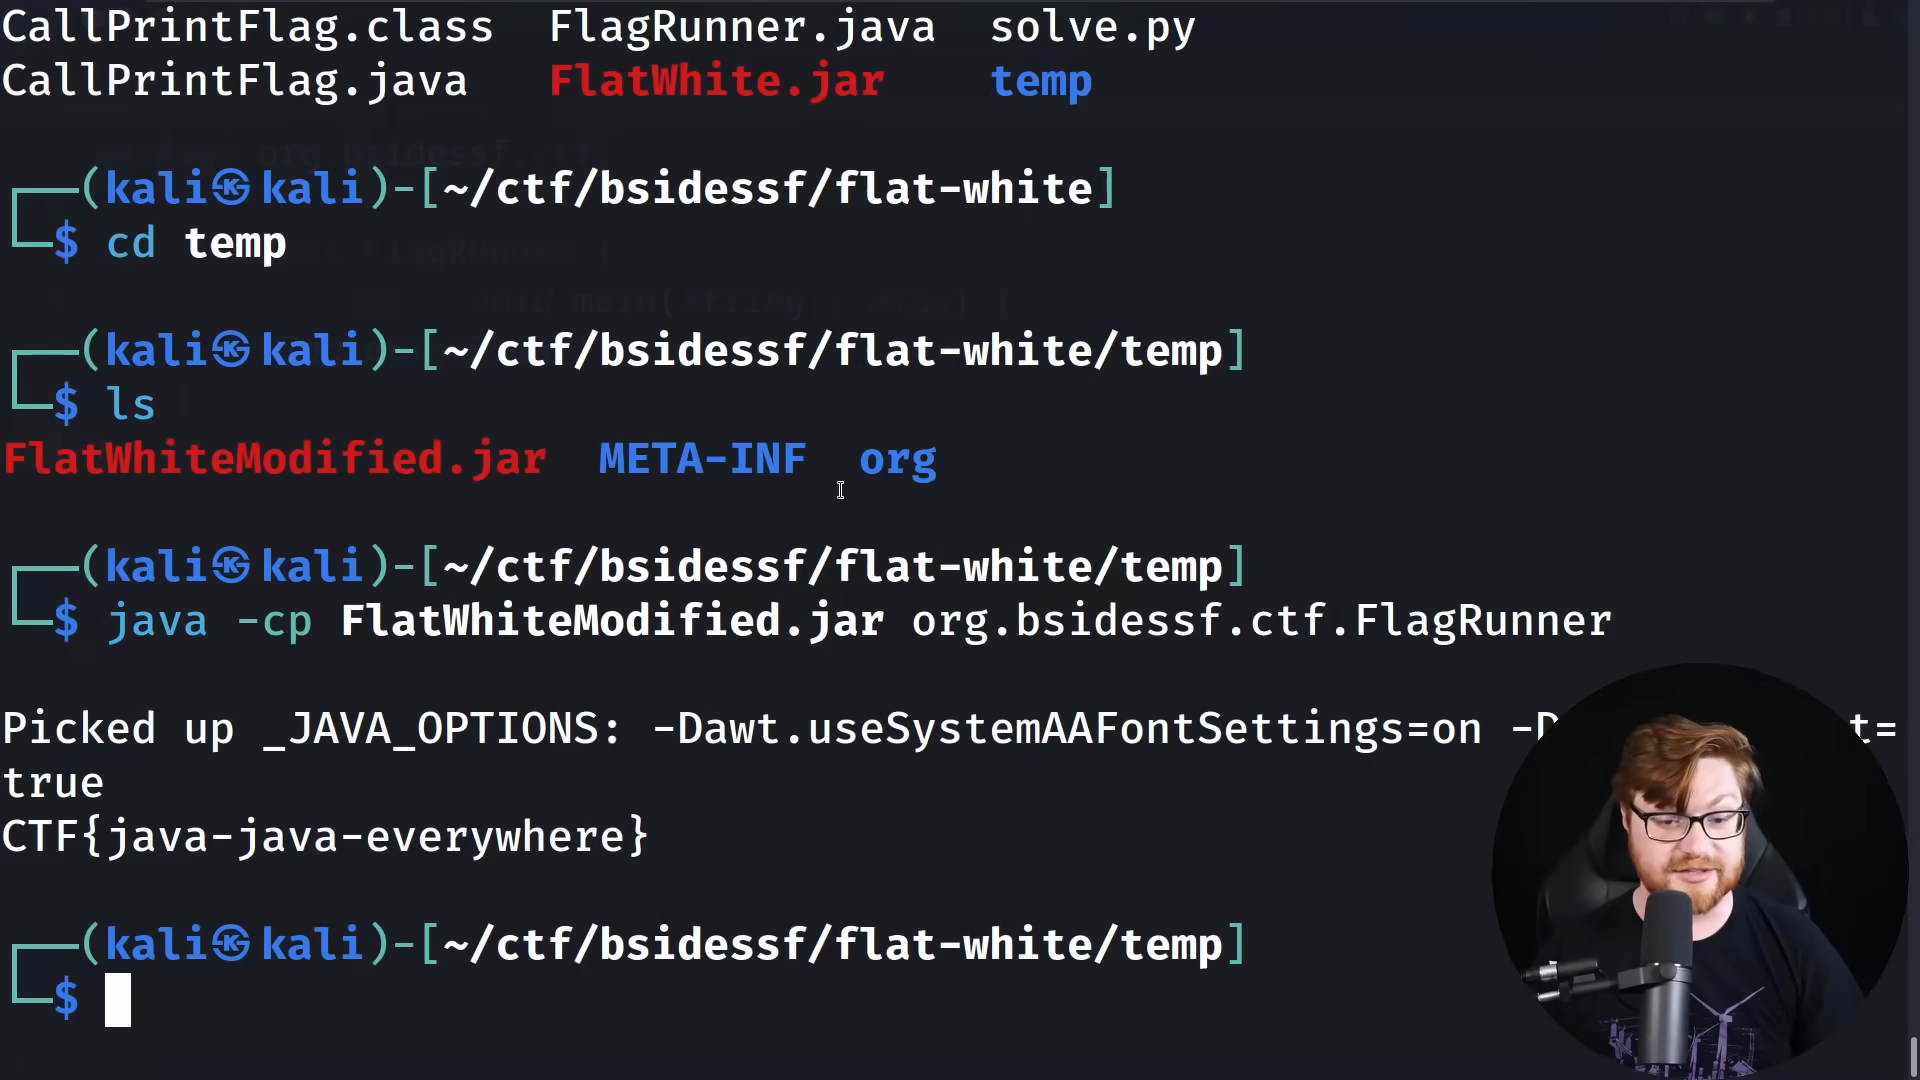 CallPrintFlag.class FlagRunner.java solve.py
CallPrintFlag.java FlatWhite.jar temp
┌──(kali㉿kali)-[~/ctf/bsidessf/flat-white]
└─$ cd temp
┌──(kali㉿kali)-[~/ctf/bsidessf/flat-white/temp]
└─$ ls
FlatWhiteModified.jar META-INF org
┌──(kali㉿kali)-[~/ctf/bsidessf/flat-white/temp]
└─$ java -cp FlatWhiteModified.jar org.bsidessf.ctf.FlagRunner
Picked up _JAVA_OPTIONS: -Dawt.useSystemAAFontSettings=on t=
true
CTF{java-java-everywhere}
┌──(kali㉿kali)-[~/ctf/bsidessf/flat-white/temp]
└─$